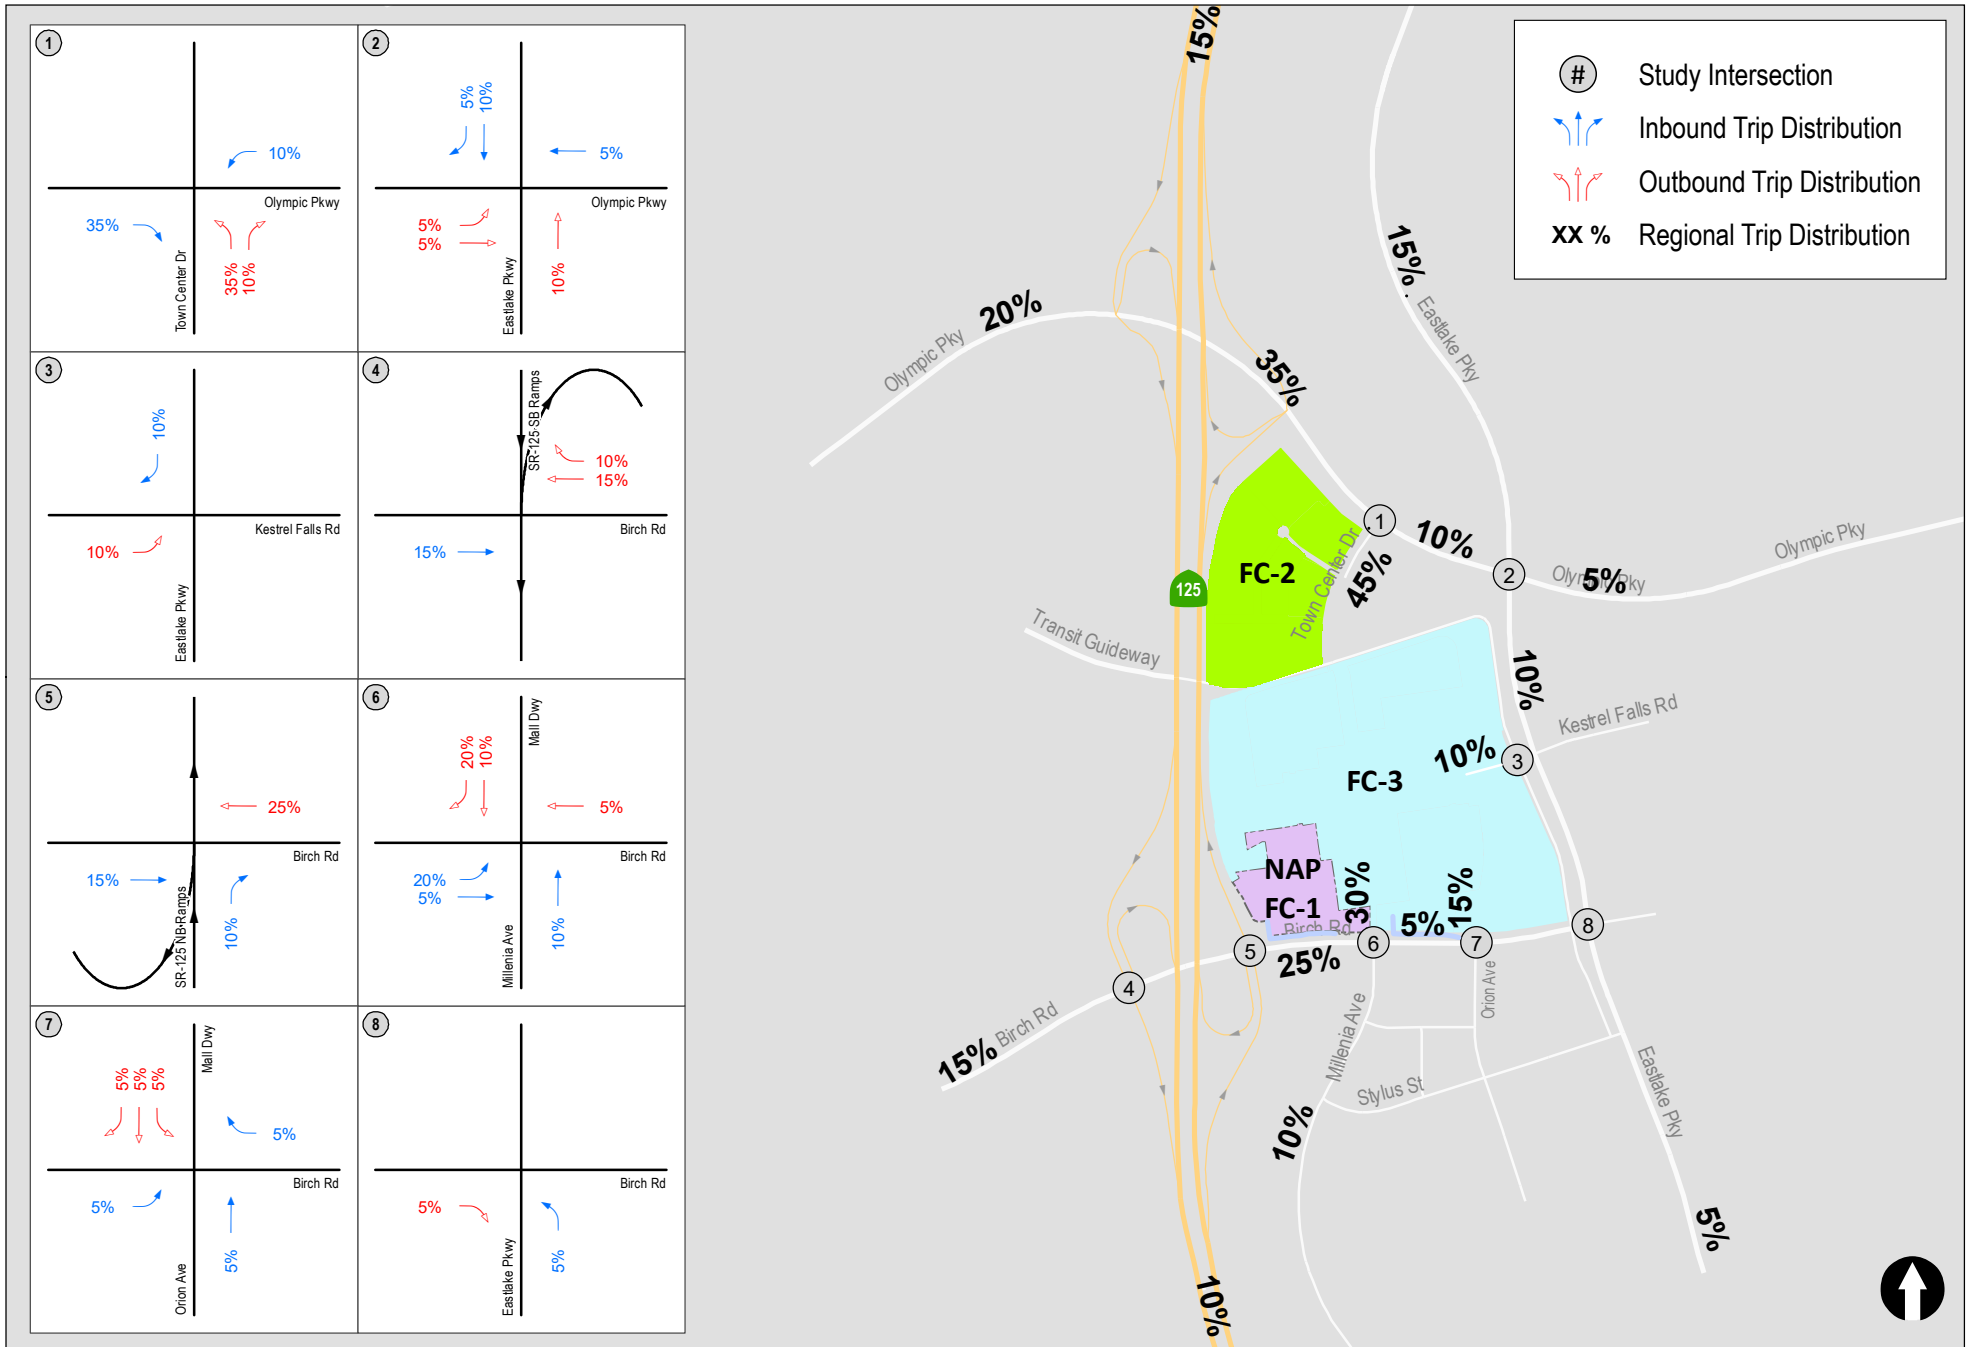 1
10%
Olympic Pkwy
35%
35%
10%
Town Center Dr
2
5%
10%
5%
Olympic Pkwy
5%
5%
10%
Eastlake Pkwy
3
10%
Kestrel Falls Rd
10%
Eastlake Pkwy
4
SR-125 SB Ramps
10%
15%
Birch Rd
15%
5
25%
Birch Rd
15%
10%
SR-125 NB Ramps
6
Mall Dwy
20%
10%
5%
Birch Rd
20%
5%
10%
Millenia Ave
7
Mall Dwy
5%
5%
5%
5%
Birch Rd
5%
5%
Orion Ave
8
Birch Rd
5%
5%
Eastlake Pkwy
15%
# Study Intersection
Inbound Trip Distribution
Outbound Trip Distribution
XX % Regional Trip Distribution
15%
Eastlake Pky
20%
Olympic Pky
35%
1
10%
2
Olympic Pky
5%
Olympic Pky
125
FC-2
Town Center Dr
45%
Transit Guideway
10%
Kestrel Falls Rd
10%
3
FC-3
NAP
FC-1
30%
15%
5%
Birch Rd
8
5
6
7
25%
4
15%
Birch Rd
Millenia Ave
Orion Ave
Stylus St
Eastlake Pky
10%
5%
10%